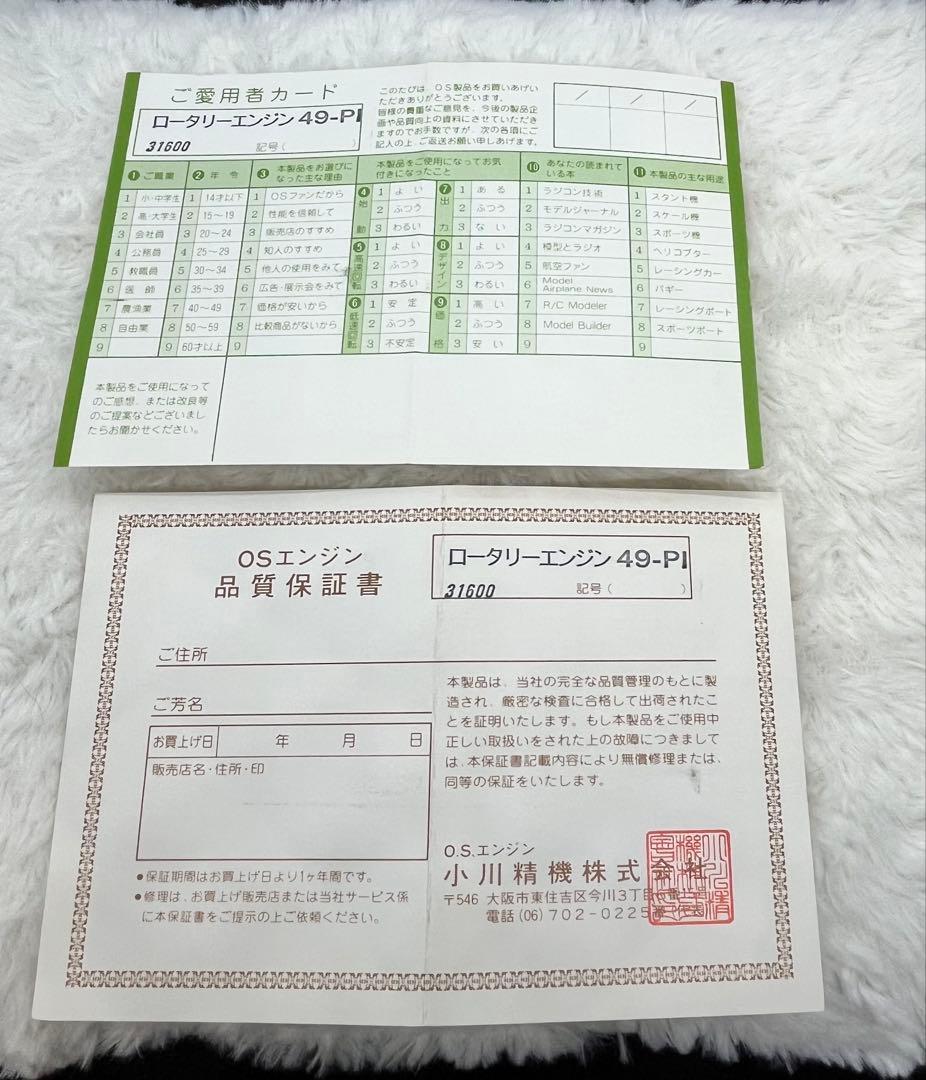 ご愛用者カード
ロータリーエンジン 49-PI
31600 記号( )
このたびは、OS製品をお買いあげい
ただきありがとうございます。
皆様の貴重なご意見を、今後の製品企
画や品質向上の資料にさせていただき
ますのでお手数ですが、次の各項にご
記入の上、ご返送お願い申しあげます。
❶ ご職業
1 小・中学生
2 高・大学生
3 会社員
4 公務員
5 教職員
6 医師
7 農漁業
8 自由業
9
❷ 年令
1 14才以下
2 15〜19
3 20〜24
4 25〜29
5 30〜34
6 35〜39
7 40〜49
8 50〜59
9 60才以上
❸ 本製品をお選びに
なった主な理由
1 OSファンだから
2 性能を信頼して
3 販売店のすすめ
4 知人のすすめ
5 他人の使用をみて
6 広告・展示会をみて
7 価格が安いから
8 比較商品がないから
9
本製品をご使用になってお気
付きになったこと
❹ 始動
1 よい
2 ふつう
3 わるい
❺ 高速回転
1 よい
2 ふつう
3 わるい
❻ 低速回転
1 安定
2 ふつう
3 不安定
❼ 出力
1 ある
2 ふつう
3 ない
❽ デザイン
1 よい
2 ふつう
3 わるい
❾ 価格
1 高い
2 ふつう
3 安い
❿ あなたの読まれて
いる本
1 ラジコン技術
2 モデルジャーナル
3 ラジコンマガジン
4 模型とラジオ
5 航空ファン
6 Model
Airplane News
7 R/C Modeler
8 Model Builder
9
⓫ 本製品の主な用途
1 スタント機
2 スケール機
3 スポーツ機
4 ヘリコプター
5 レーシングカー
6 バギー
7 レーシングボート
8 スポーツボート
9
本製品をご使用になって
のご感想、または改良等
のご提案などございまし
たらお聞かせください。
OSエンジン
品質保証書
ロータリーエンジン 49-PI
31600 記号( )
ご住所
ご芳名
お買上げ日 年 月 日
販売店名・住所・印
●保証期間はお買上げ日より1ヶ年間です。
●修理は、お買上げ販売店または当社サービス係
に本保証書をご提示の上ご依頼ください。
本製品は、当社の完全な品質管理のもとに製
造され、厳密な検査に合格して出荷されたこ
とを証明いたします。もし本製品をご使用中
正しい取扱いをされた上の故障につきまして
は、本保証書記載内容により無償修理または、
同等の保証をいたします。
O.S.エンジン
小川精機株式会社
〒546 大阪市東住吉区今川3丁目
電話(06)702-0225